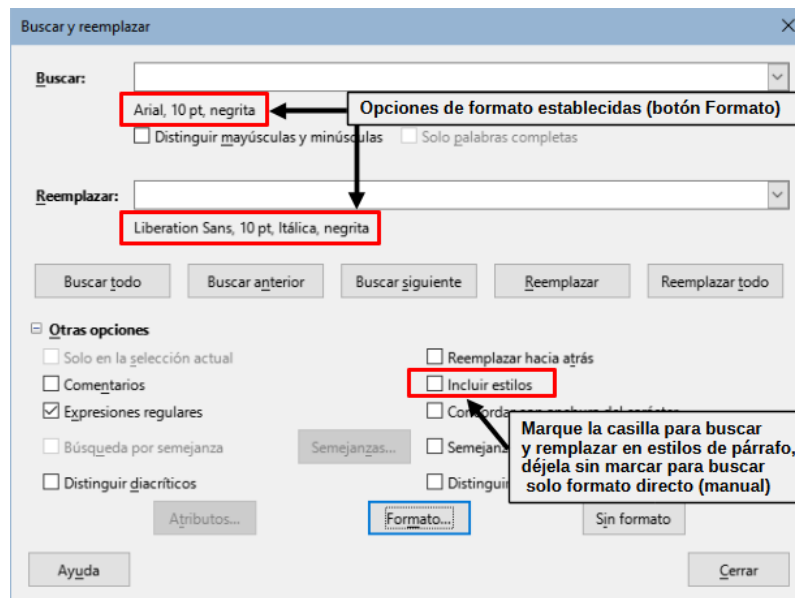 Buscar y reemplazar
Buscar:
Arial, 10 pt, negrita
Opciones de formato establecidas (botón Formato)
Distinguir mayúsculas y minúsculas Solo palabras completas
Reemplazar:
Liberation Sans, 10 pt, Itálica, negrita
Buscar todo Buscar anterior Buscar siguiente Reemplazar Reemplazar todo
Otras opciones
Solo en la selección actual Reemplazar hacia atrás
Comentarios Incluir estilos
Expresiones regulares
Marque la casilla para buscar
y remplazar en estilos de párrafo,
déjela sin marcar para buscar
solo formato directo (manual)
Búsqueda por semejanza Semejanzas...
Distinguir diacríticos
Atributos... Formato... Sin formato
Ayuda Cerrar